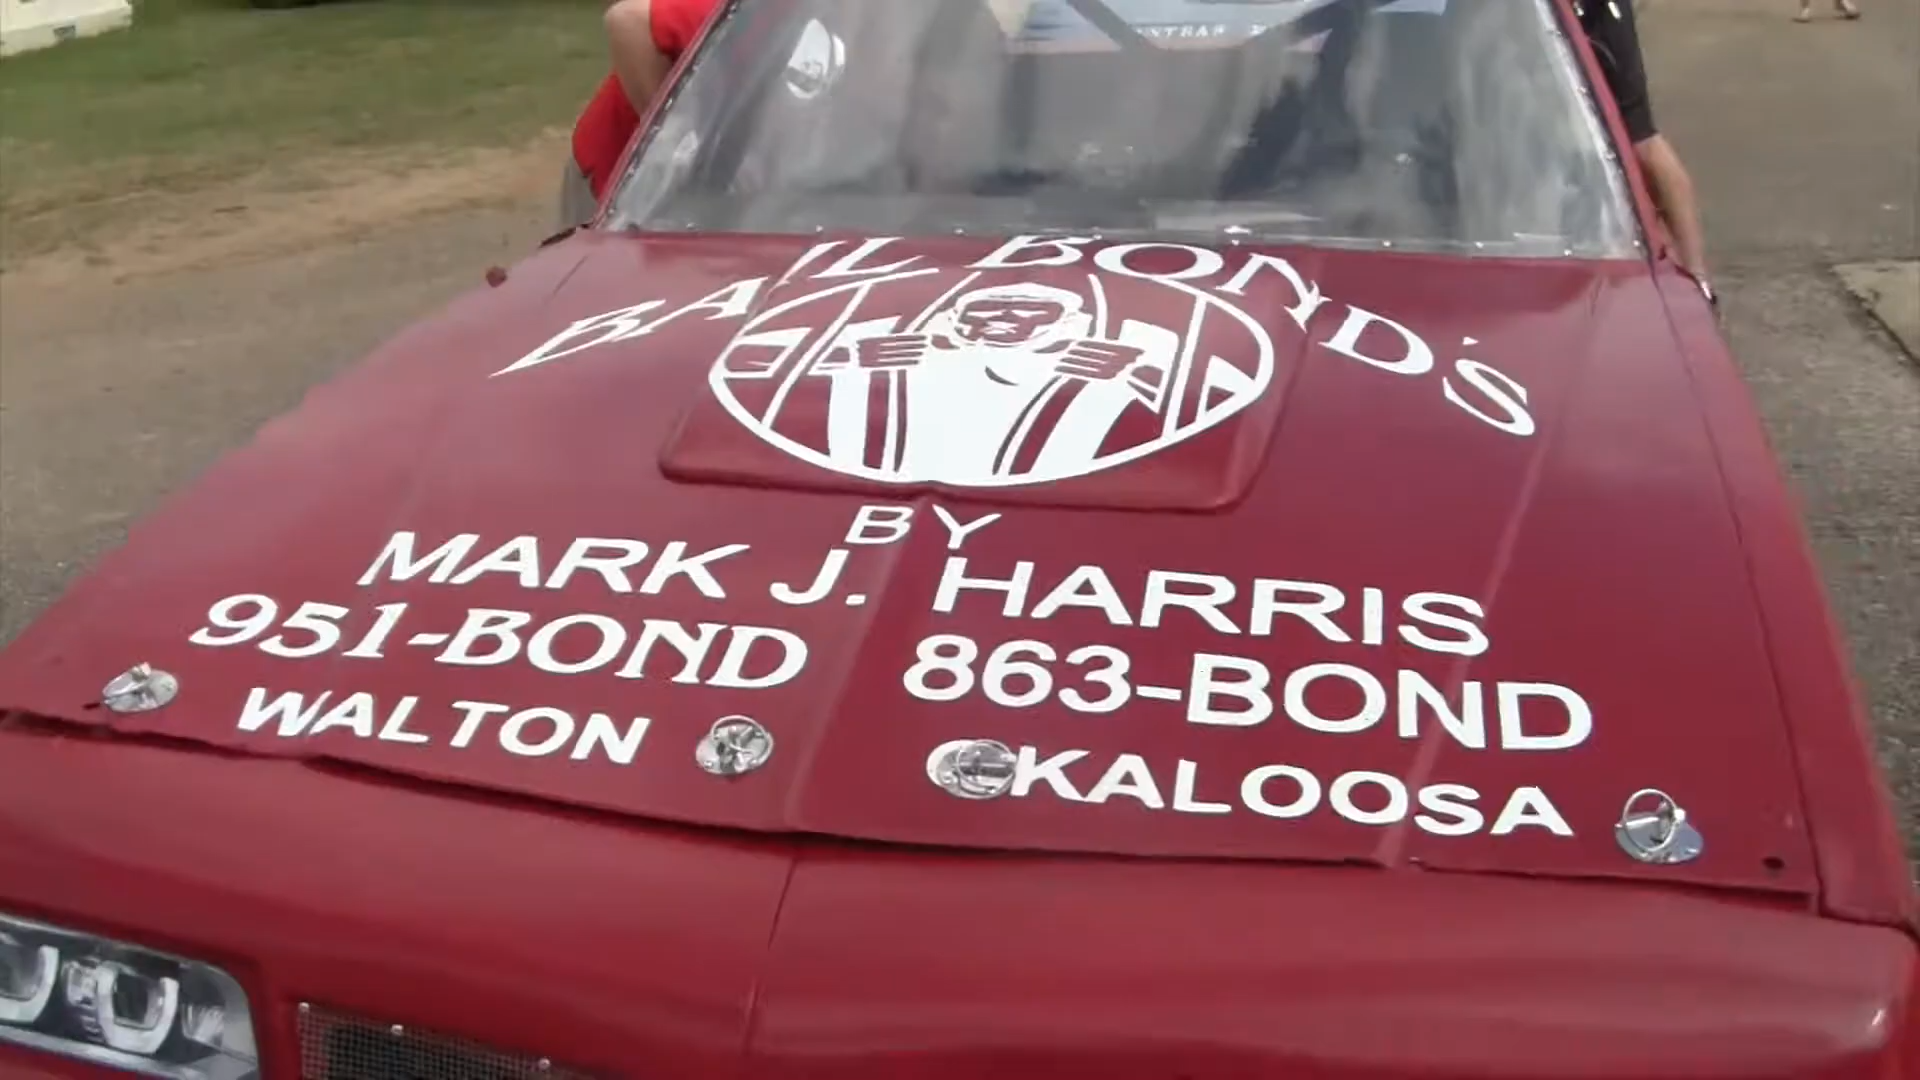 BAIL BOND'S
BY
MARK J. HARRIS
951-BOND 863-BOND
WALTON OKALOOSA